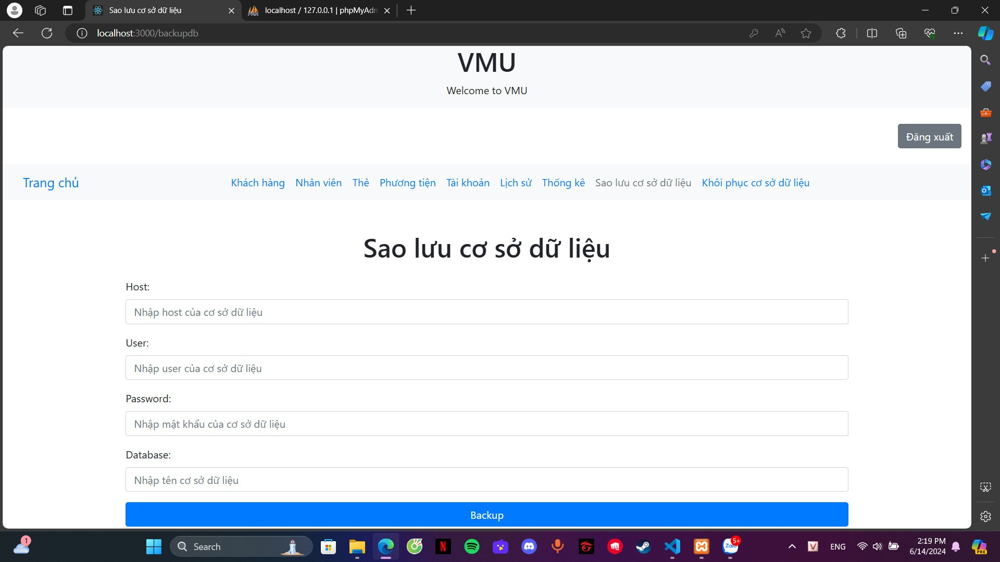 Sao lưu cơ sở dữ liệu
localhost / 127.0.0.1 | phpMyAdm
localhost:3000/backupdb
VMU
Welcome to VMU
Đăng xuất
Trang chủ Khách hàng Nhân viên Thẻ Phương tiện Tài khoản Lịch sử Thống kê Sao lưu cơ sở dữ liệu Khôi phục cơ sở dữ liệu
Sao lưu cơ sở dữ liệu
Host:
Nhập host của cơ sở dữ liệu
User:
Nhập user của cơ sở dữ liệu
Password:
Nhập mật khẩu của cơ sở dữ liệu
Database:
Nhập tên cơ sở dữ liệu
Backup
1
Search
Zalo
5+
V
ENG
2:19 PM
6/14/2024
PRE